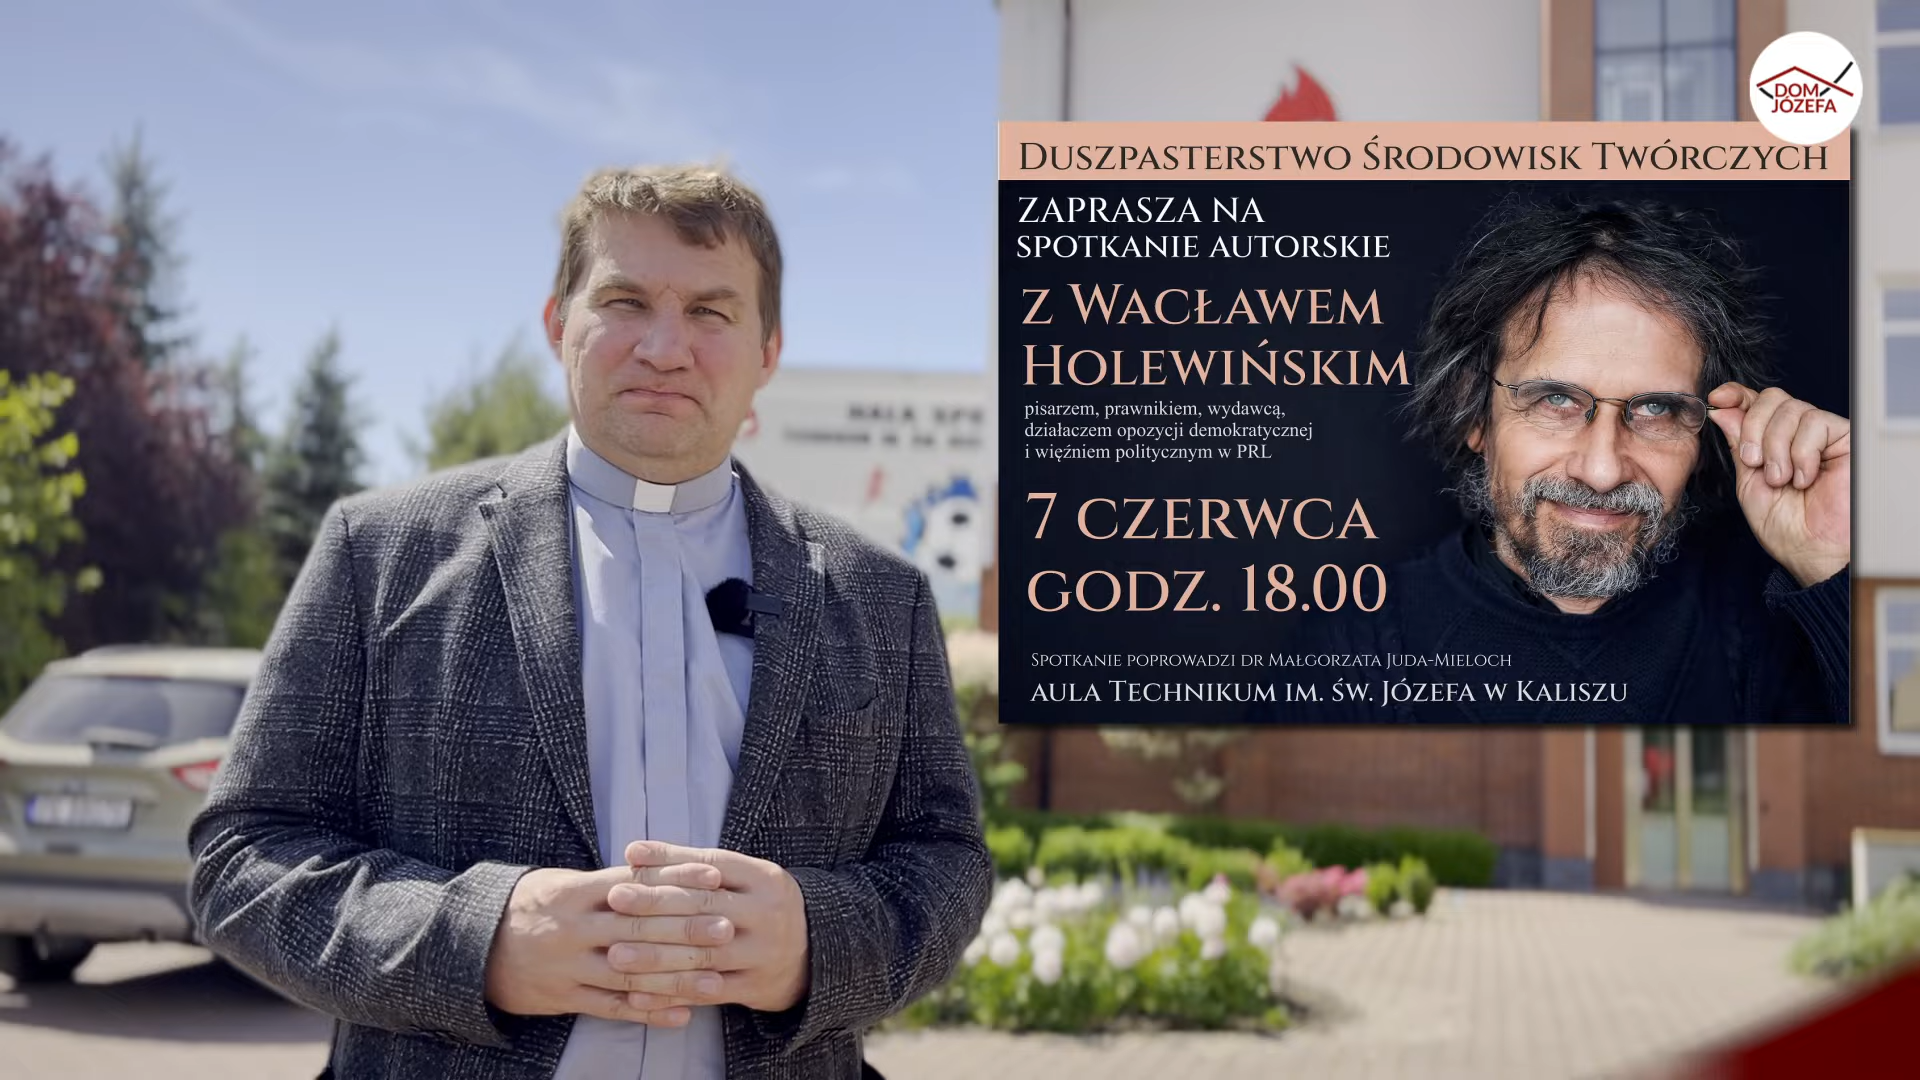 DOM
JÓZEFA
DUSZPASTERSTWO ŚRODOWISK TWÓRCZYCH
ZAPRASZA NA
SPOTKANIE AUTORSKIE
Z WACŁAWEM
HOLEWIŃSKIM
pisarzem, prawnikiem, wydawcą,
działaczem opozycji demokratycznej
i więźniem politycznym w PRL
7 CZERWCA
GODZ. 18.00
SPOTKANIE POPROWADZI DR MAŁGORZATA JUDA-MIELOCH
AULA TECHNIKUM IM. ŚW. JÓZEFA W KALISZU